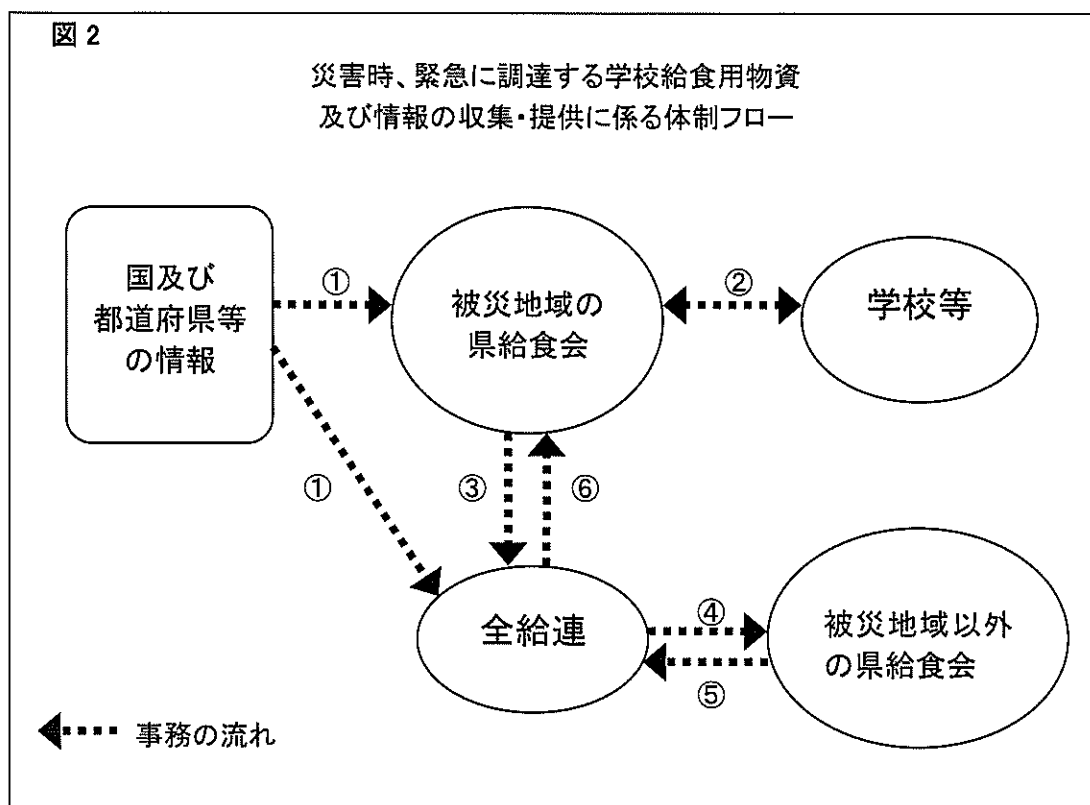 図 2
災害時、緊急に調達する学校給食用物資
及び情報の収集・提供に係る体制フロー
国及び
都道府県等
の情報
①
被災地域の
県給食会
②
学校等
①
③
⑥
全給連
④
⑤
被災地域以外
の県給食会
事務の流れ